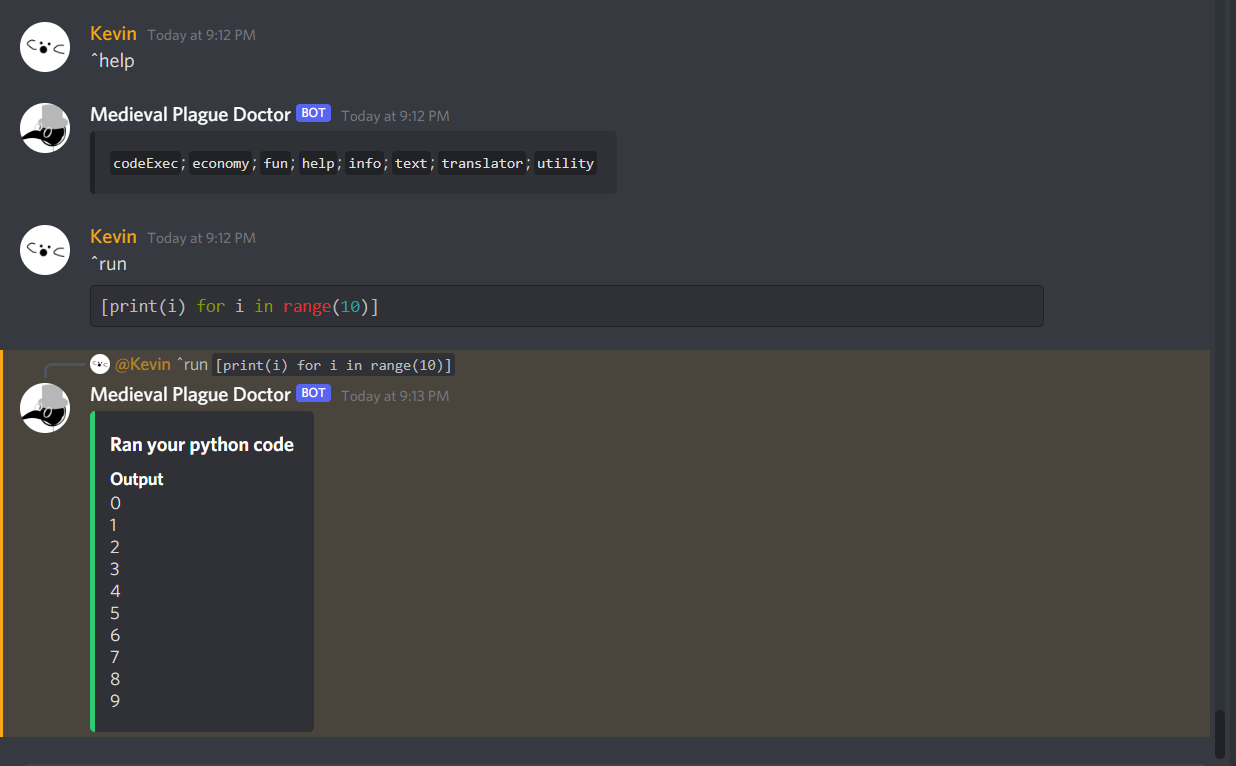 Kevin Today at 9:12 PM
^help
Medieval Plague Doctor BOT Today at 9:12 PM
codeExec; economy; fun; help; info; text; translator; utility
Kevin Today at 9:12 PM
^run
[print(i) for i in range(10)]
@Kevin ^run [print(i) for i in range(10)]
Medieval Plague Doctor BOT Today at 9:13 PM
Ran your python code
Output
0
1
2
3
4
5
6
7
8
9